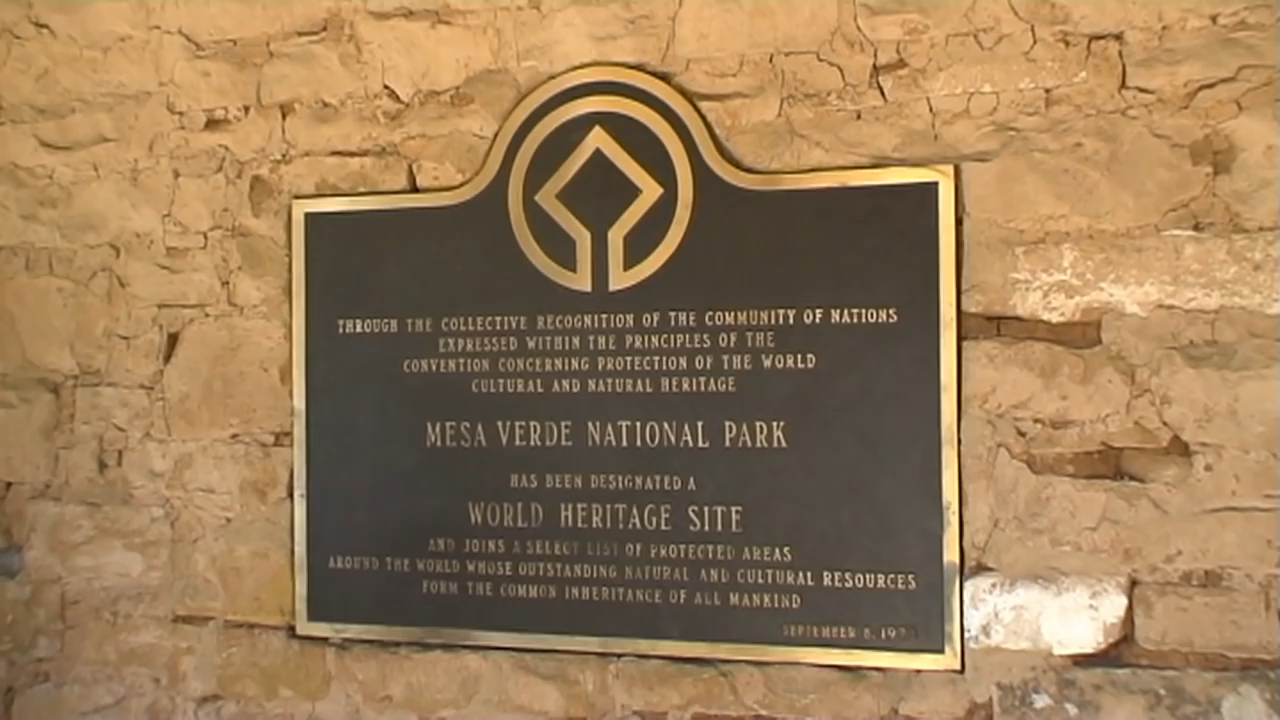 THROUGH THE COLLECTIVE RECOGNITION OF THE COMMUNITY OF NATIONS
EXPRESSED WITHIN THE PRINCIPLES OF THE
CONVENTION CONCERNING PROTECTION OF THE WORLD
CULTURAL AND NATURAL HERITAGE
MESA VERDE NATIONAL PARK
HAS BEEN DESIGNATED A
WORLD HERITAGE SITE
AND JOINS A SELECT LIST OF PROTECTED AREAS
AROUND THE WORLD WHOSE OUTSTANDING NATURAL AND CULTURAL RESOURCES
FORM THE COMMON INHERITANCE OF ALL MANKIND
SEPTEMBER 8,